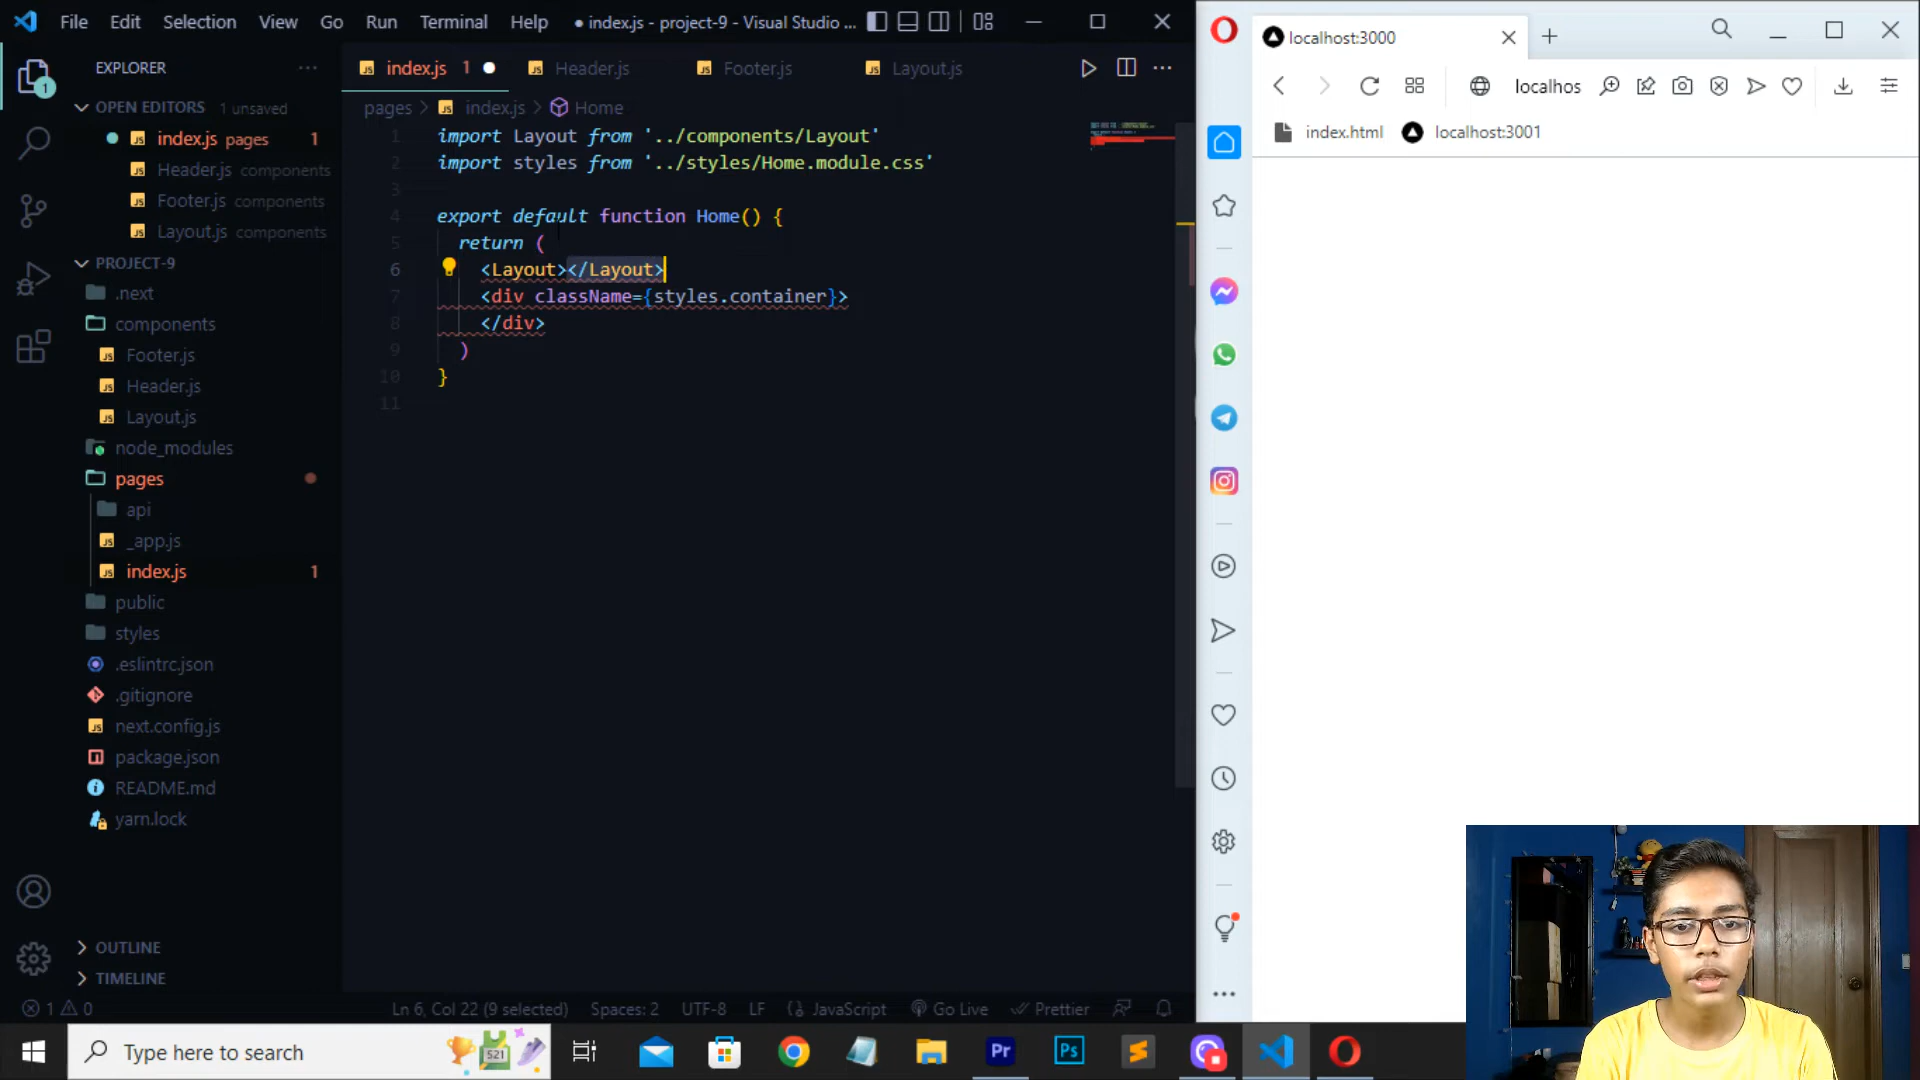 File Edit Selection View Go Run Terminal Help
● index.js - project-9 - Visual Studio ...
EXPLORER
OPEN EDITORS 1 unsaved
index.js pages 1
Header.js components
Footer.js components
Layout.js components
PROJECT-9
.next
components
Footer.js
Header.js
Layout.js
node_modules
pages
api
_app.js
index.js 1
public
styles
.eslintrc.json
.gitignore
next.config.js
package.json
README.md
yarn.lock
OUTLINE
TIMELINE
1
index.js 1 Header.js Footer.js Layout.js
pages > index.js > Home
1 import Layout from '../components/Layout'
2 import styles from '../styles/Home.module.css'
3
4 export default function Home() {
5 return (
6 <Layout></Layout>
7 <div className={styles.container}>
8 </div>
9 )
10 }
11
1 0 Ln 6, Col 22 (9 selected) Spaces: 2 UTF-8 LF JavaScript Go Live Prettier
localhost:3000
localhos
index.html localhost:3001
Type here to search
S21
Pr
Ps